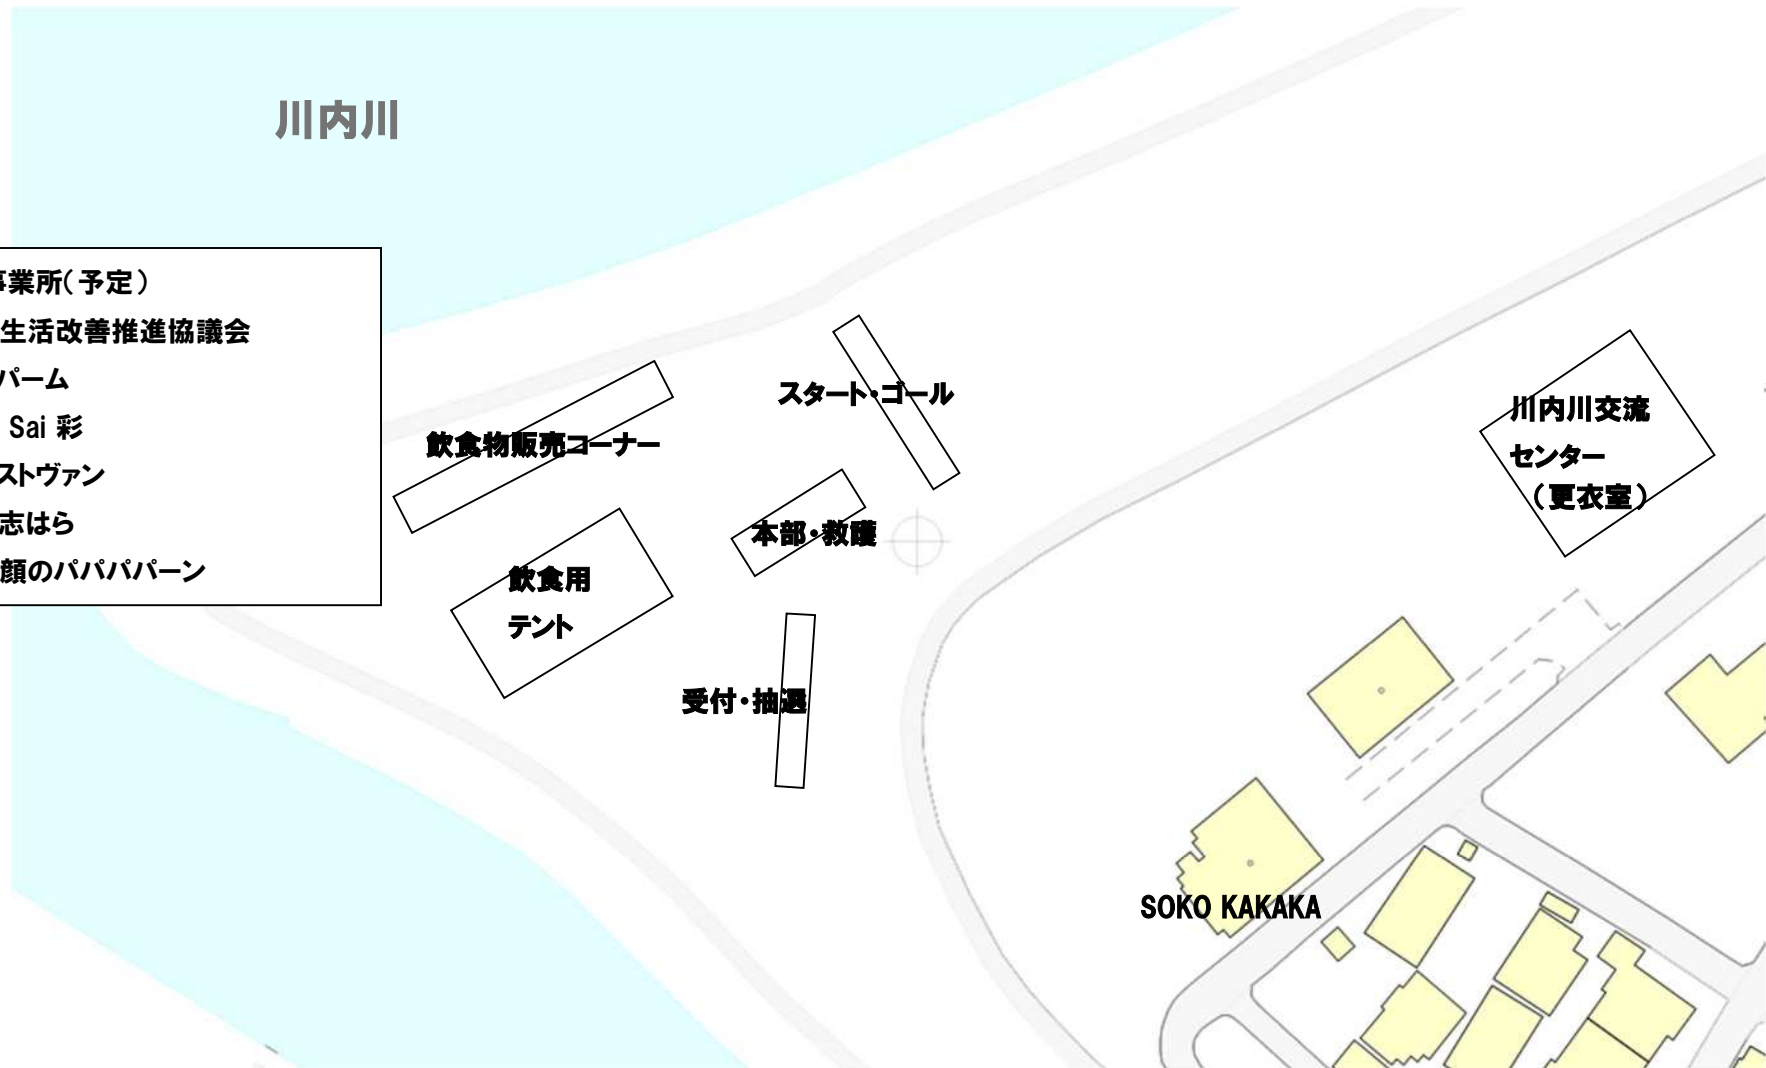 川内川
事業所(予定)
生活改善推進協議会
パーム
Sai 彩
ストヴァン
志はら
顔のパパパパーン
スタート・ゴール
飲食物販売コーナー
本部・救護
飲食用
テント
受付・抽選
川内川交流
センター
（更衣室）
SOKO KAKAKA